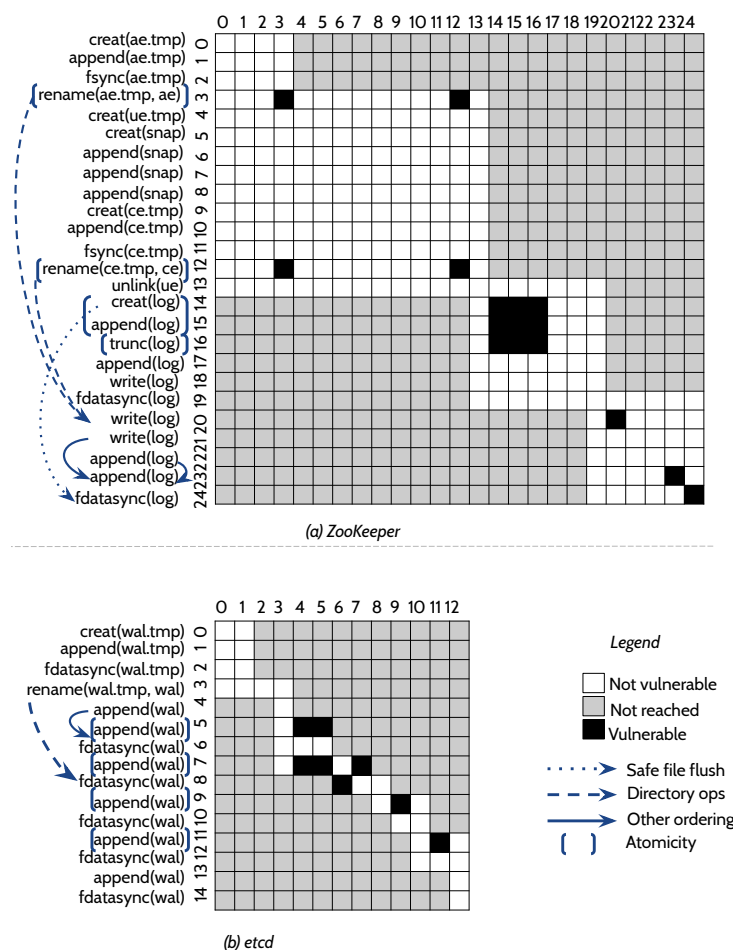 0 1 2 3 4 5 6 7 8 9 10 11 12 13 14 15 16 17 18 19 20 21 22 23 24
creat(ae.tmp) 0
append(ae.tmp) 1
fsync(ae.tmp) 2
rename(ae.tmp, ae) 3
creat(ue.tmp) 4
creat(snap) 5
append(snap) 6
append(snap) 7
append(snap) 8
creat(ce.tmp) 9
append(ce.tmp) 10
fsync(ce.tmp) 11
rename(ce.tmp, ce) 12
unlink(ue) 13
creat(log) 14
append(log) 15
trunc(log) 16
append(log) 17
write(log) 18
fdatasync(log) 19
write(log) 20
write(log) 21
append(log) 22
append(log) 23
fdatasync(log) 24
(a) ZooKeeper
0 1 2 3 4 5 6 7 8 9 10 11 12
creat(wal.tmp) 0
append(wal.tmp) 1
fdatasync(wal.tmp) 2
rename(wal.tmp, wal) 3
append(wal) 4
append(wal) 5
fdatasync(wal) 6
append(wal) 7
fdatasync(wal) 8
append(wal) 9
fdatasync(wal) 10
append(wal) 11
fdatasync(wal) 12
append(wal) 13
fdatasync(wal) 14
(b) etcd
Legend
Not vulnerable
Not reached
Vulnerable
Safe file flush
Directory ops
Other ordering
Atomicity